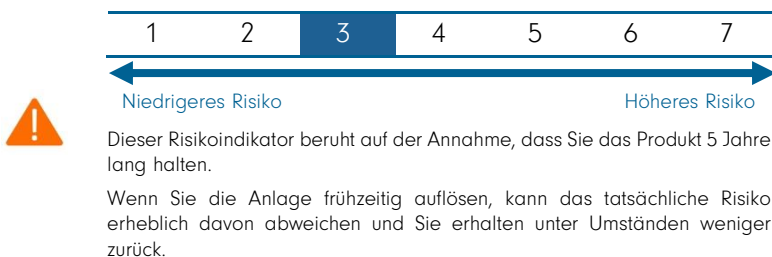 1 2 3 4 5 6 7
Niedrigeres Risiko Höheres Risiko
Dieser Risikoindikator beruht auf der Annahme, dass Sie das Produkt 5 Jahre
lang halten.
Wenn Sie die Anlage frühzeitig auflösen, kann das tatsächliche Risiko
erheblich davon abweichen und Sie erhalten unter Umständen weniger
zurück.